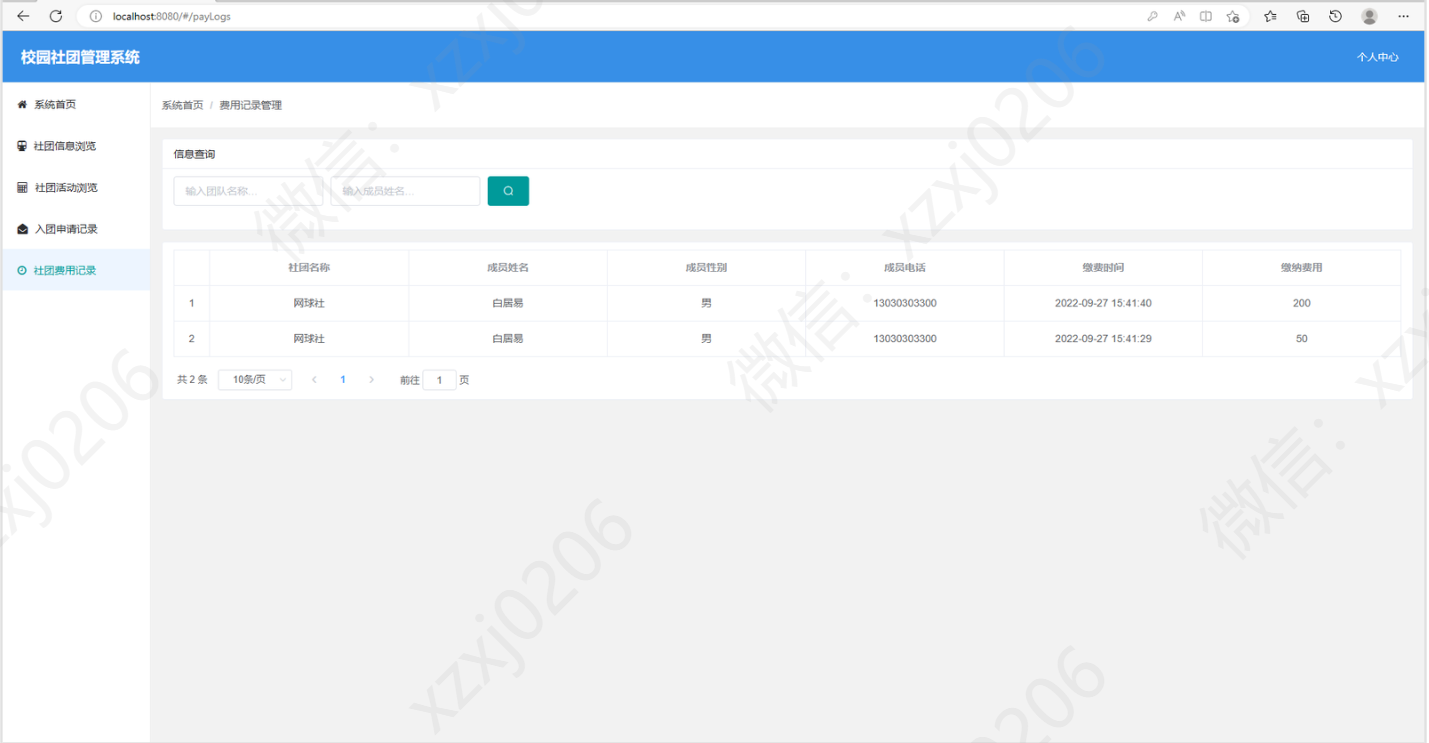 localhost:8080/#/payLogs
校园社团管理系统
个人中心
系统首页
社团信息浏览
社团活动浏览
入团申请记录
社团费用记录
系统首页 / 费用记录管理
信息查询
输入团队名称... 输入成员姓名...
社团名称 成员姓名 成员性别 成员电话 缴费时间 缴纳费用
1 网球社 白居易 男 13030303300 2022-09-27 15:41:40 200
2 网球社 白居易 男 13030303300 2022-09-27 15:41:29 50
共 2 条 10条/页 1 前往 1 页
微信: xzxj0206
微信: xzxj0206
微信: xz
xzxj0206
xj0206
206